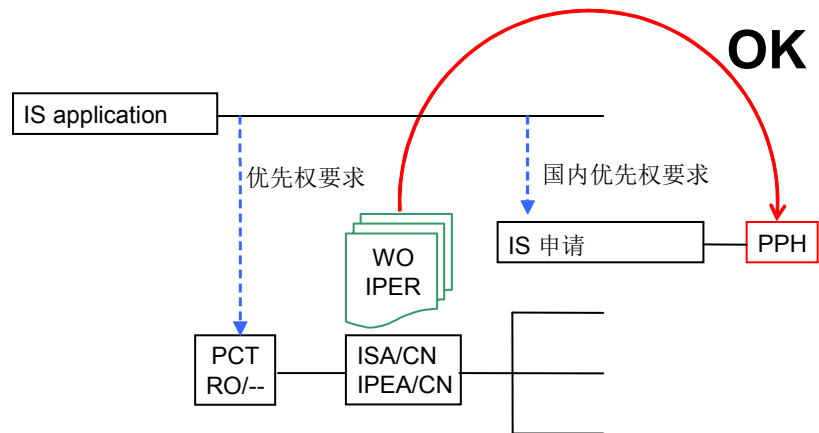 OK
IS application
优先权要求
国内优先权要求
WO
IPER
IS 申请
PPH
PCT
RO/--
ISA/CN
IPEA/CN